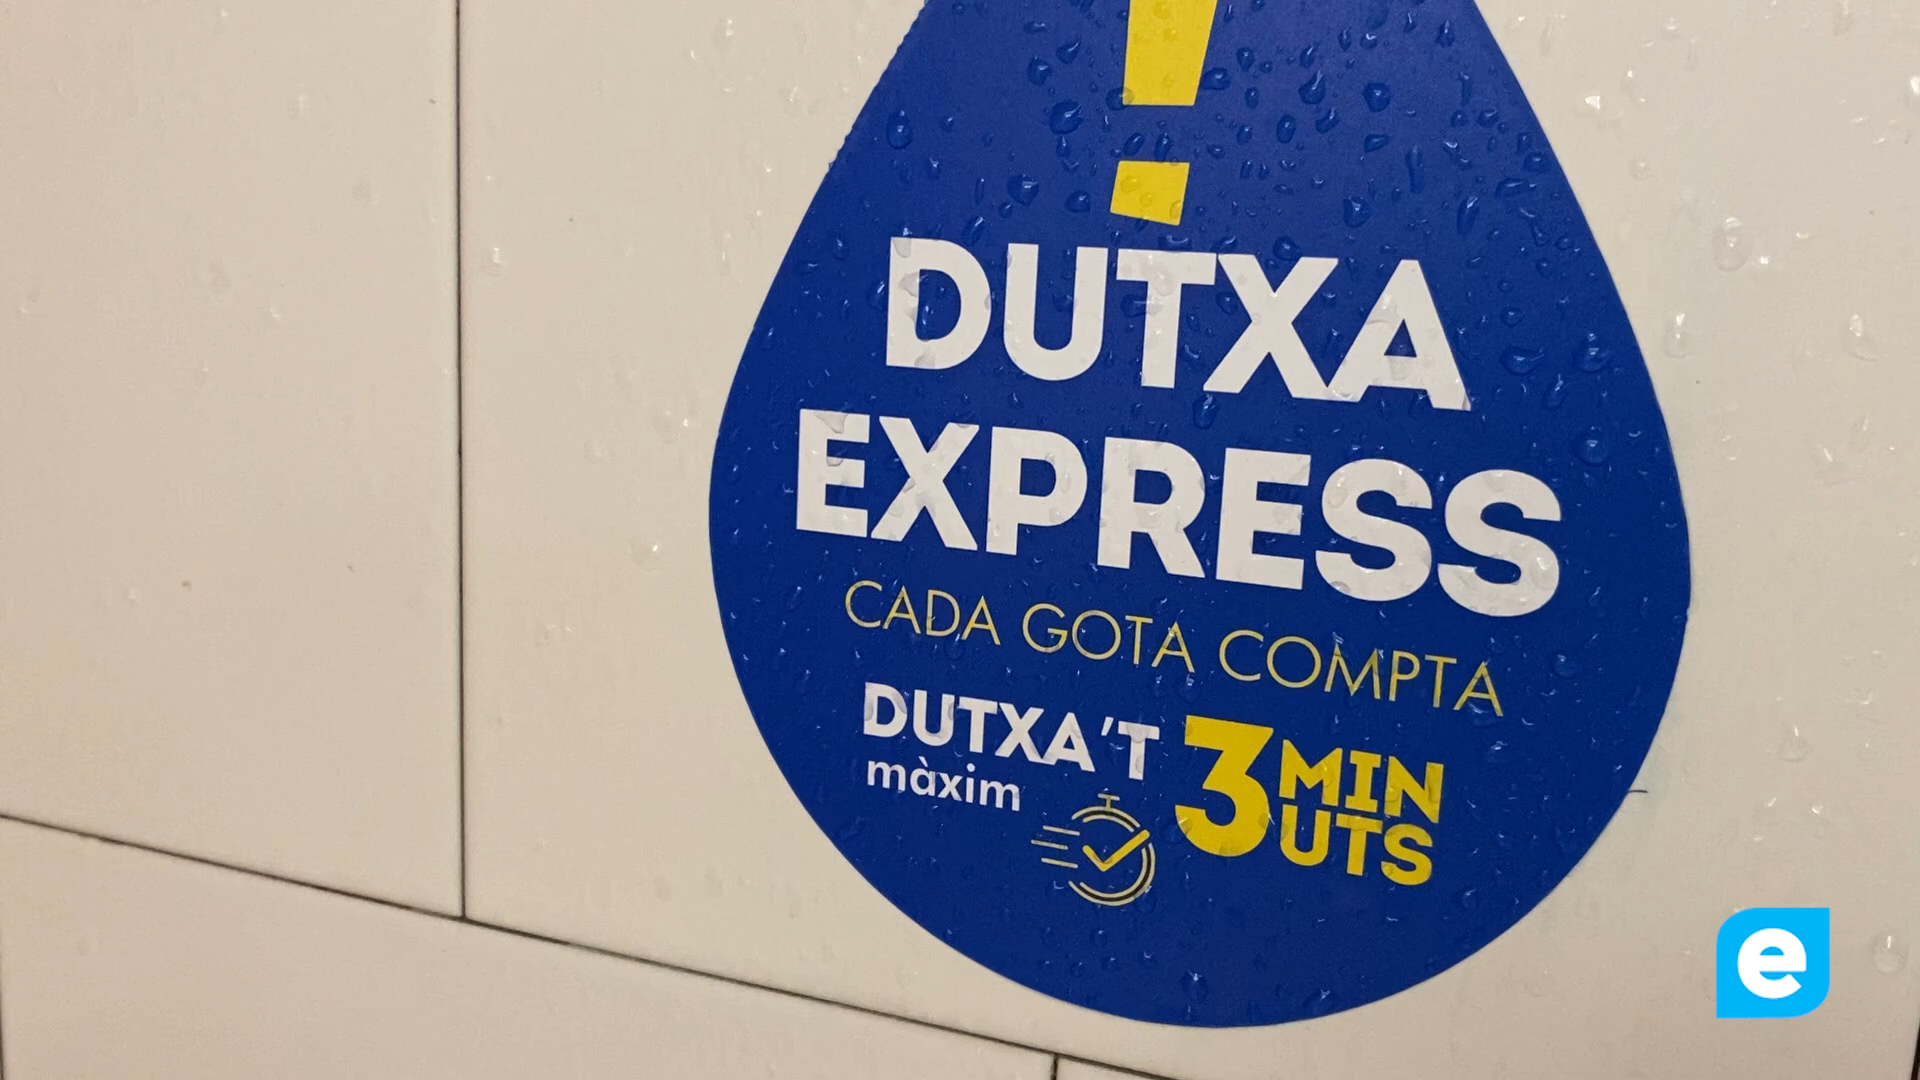 !
DUTXA
EXPRESS
CADA GOTA COMPTA
DUTXA'T
màxim
3 MIN
UTS
e